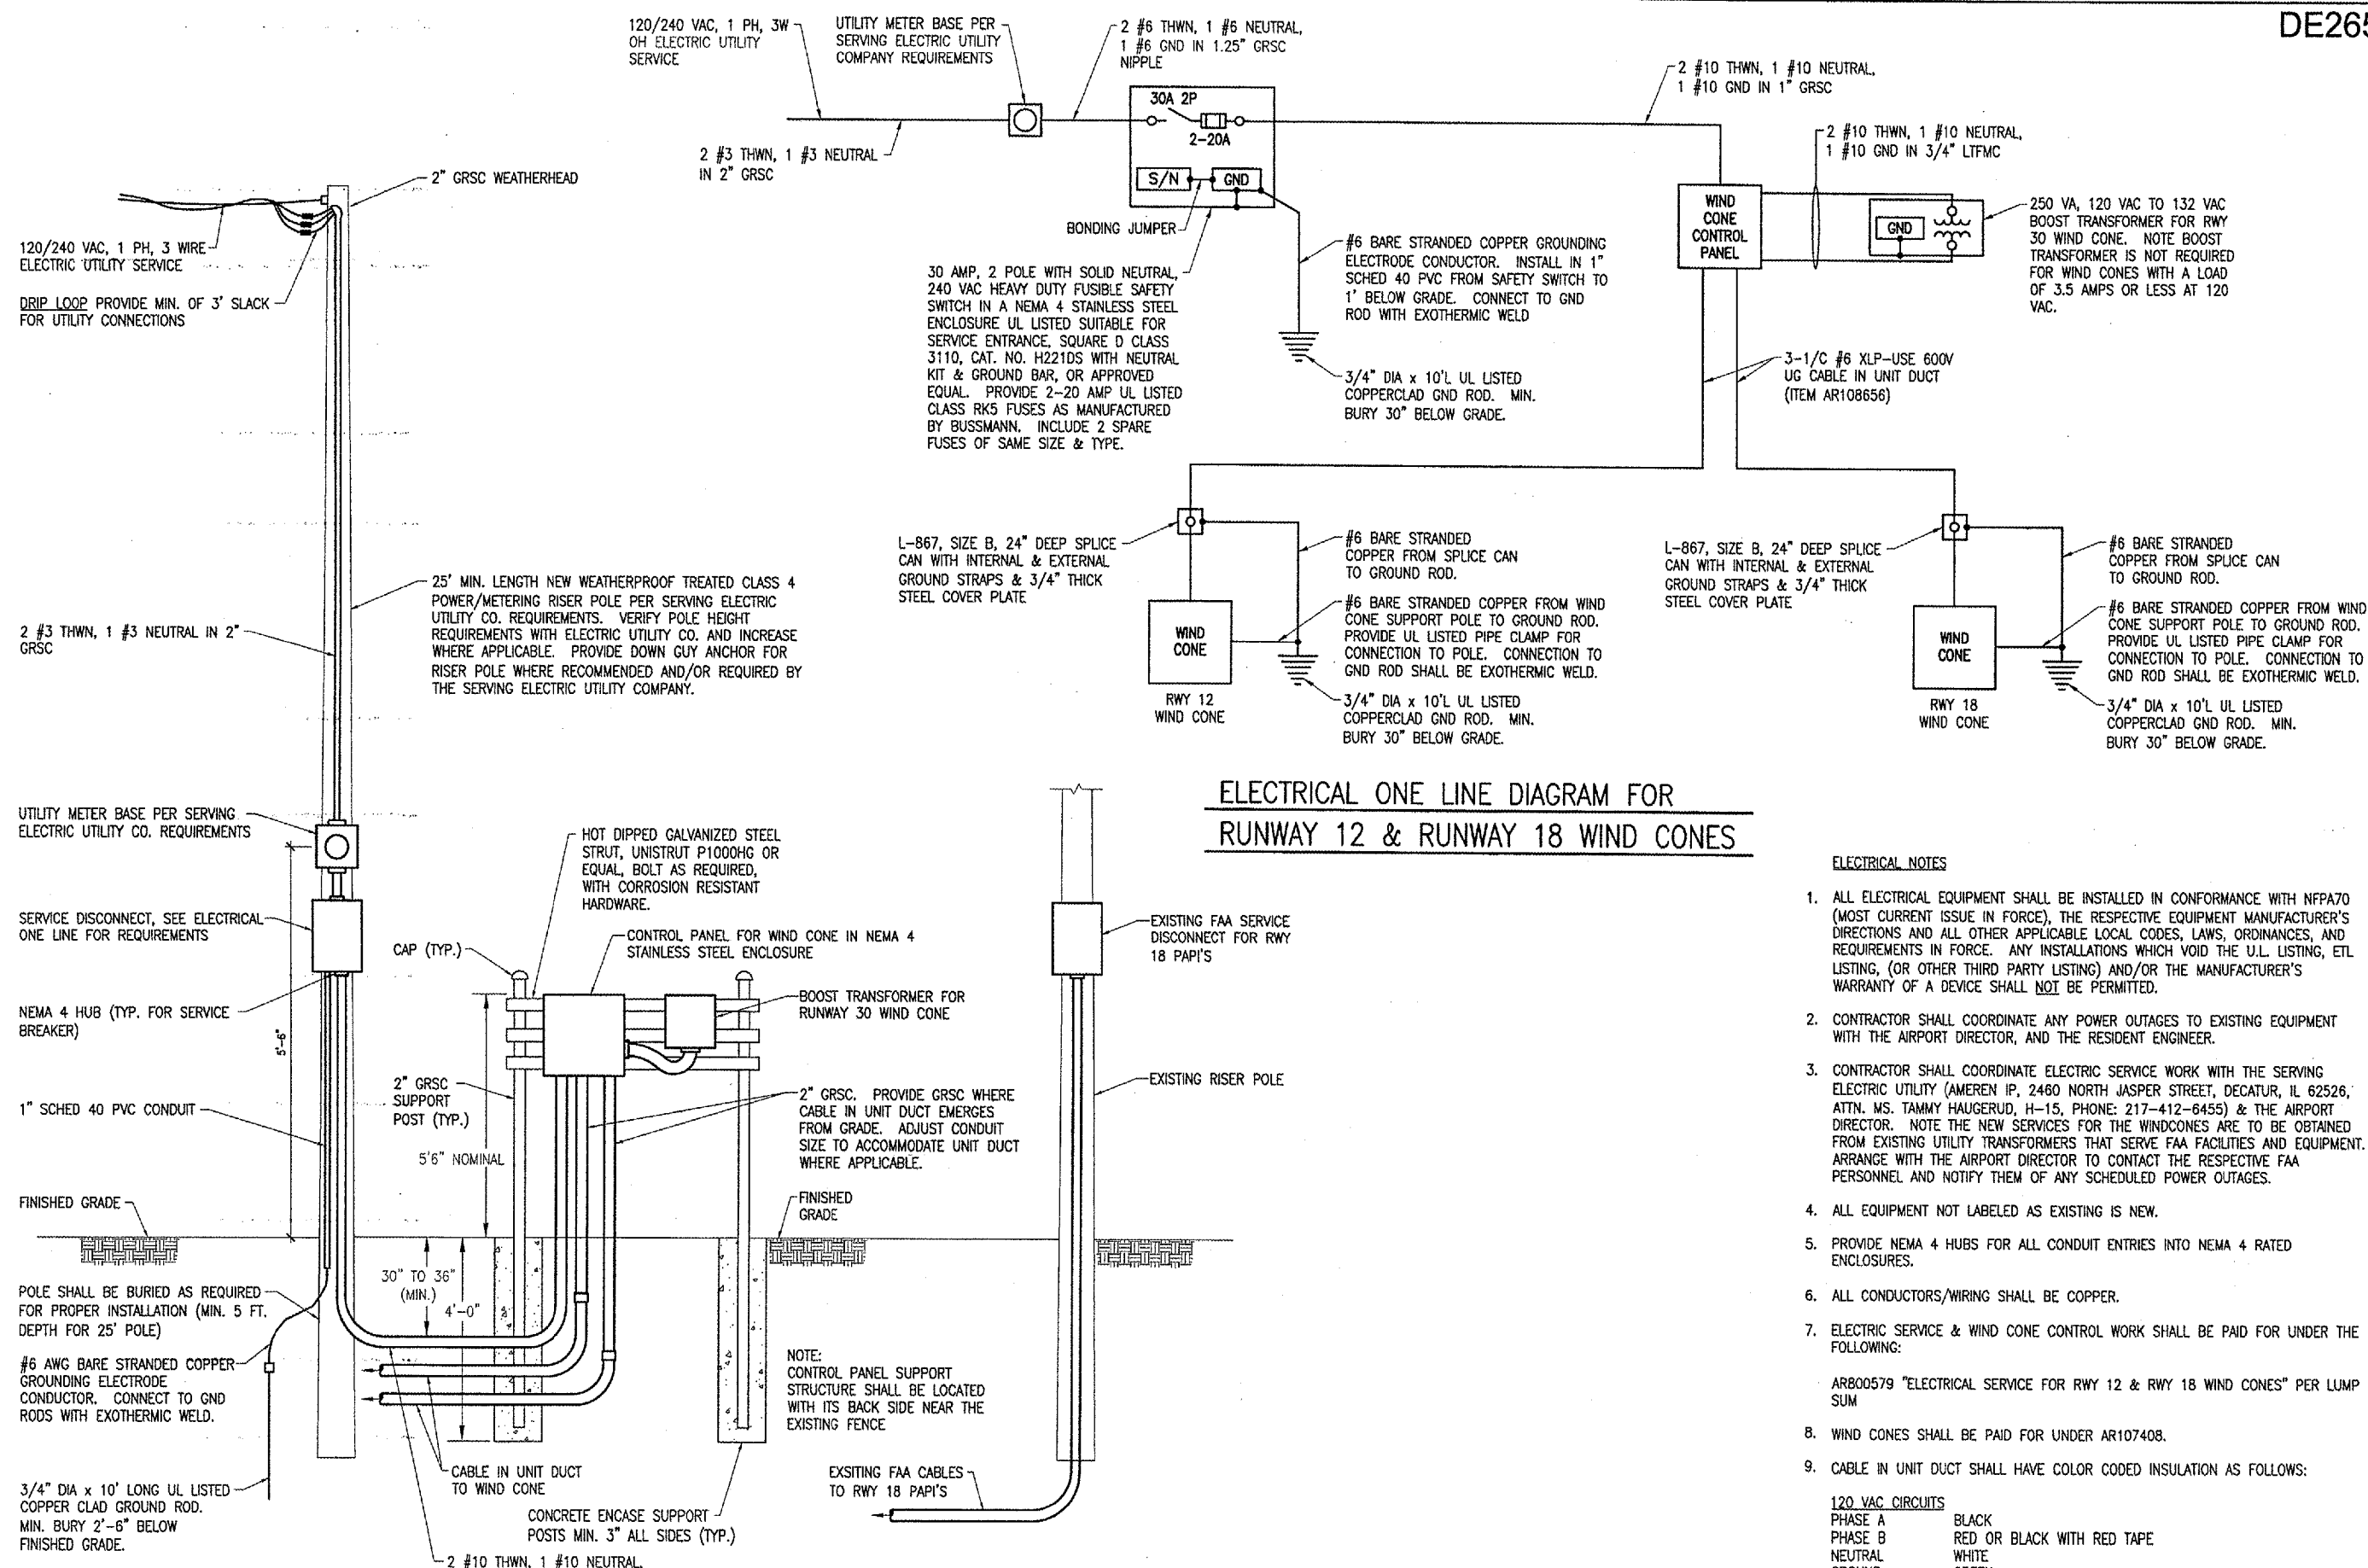 DE265
120/240 VAC, 1 PH, 3W
OH ELECTRIC UTILITY
SERVICE
UTILITY METER BASE PER
SERVING ELECTRIC UTILITY
COMPANY REQUIREMENTS
2 #6 THWN, 1 #6 NEUTRAL,
1 #6 GND IN 1.25" GRSC
NIPPLE
2 #10 THWN, 1 #10 NEUTRAL,
1 #10 GND IN 1" GRSC
30A 2P
2-20A
S/N
GND
BONDING JUMPER
2 #3 THWN, 1 #3 NEUTRAL
IN 2" GRSC
2 #10 THWN, 1 #10 NEUTRAL,
1 #10 GND IN 3/4" LTFMC
WIND
CONE
CONTROL
PANEL
GND
250 VA, 120 VAC TO 132 VAC
BOOST TRANSFORMER FOR RWY
30 WIND CONE. NOTE BOOST
TRANSFORMER IS NOT REQUIRED
FOR WIND CONES WITH A LOAD
OF 3.5 AMPS OR LESS AT 120
VAC.
2" GRSC WEATHERHEAD
120/240 VAC, 1 PH, 3 WIRE
ELECTRIC UTILITY SERVICE
DRIP LOOP PROVIDE MIN. OF 3' SLACK
FOR UTILITY CONNECTIONS
30 AMP, 2 POLE WITH SOLID NEUTRAL,
240 VAC HEAVY DUTY FUSIBLE SAFETY
SWITCH IN A NEMA 4 STAINLESS STEEL
ENCLOSURE UL LISTED SUITABLE FOR
SERVICE ENTRANCE, SQUARE D CLASS
3110, CAT. NO. H221DS WITH NEUTRAL
KIT & GROUND BAR, OR APPROVED
EQUAL. PROVIDE 2-20 AMP UL LISTED
CLASS RK5 FUSES AS MANUFACTURED
BY BUSSMANN. INCLUDE 2 SPARE
FUSES OF SAME SIZE & TYPE.
#6 BARE STRANDED COPPER GROUNDING
ELECTRODE CONDUCTOR. INSTALL IN 1"
SCHED 40 PVC FROM SAFETY SWITCH TO
1' BELOW GRADE. CONNECT TO GND
ROD WITH EXOTHERMIC WELD
3/4" DIA x 10'L UL LISTED
COPPERCLAD GND ROD. MIN.
BURY 30" BELOW GRADE.
3-1/C #6 XLP-USE 600V
UG CABLE IN UNIT DUCT
(ITEM AR108656)
L-867, SIZE B, 24" DEEP SPLICE
CAN WITH INTERNAL & EXTERNAL
GROUND STRAPS & 3/4" THICK
STEEL COVER PLATE
#6 BARE STRANDED
COPPER FROM SPLICE CAN
TO GROUND ROD.
#6 BARE STRANDED COPPER FROM WIND
CONE SUPPORT POLE TO GROUND ROD.
PROVIDE UL LISTED PIPE CLAMP FOR
CONNECTION TO POLE. CONNECTION TO
GND ROD SHALL BE EXOTHERMIC WELD.
WIND
CONE
RWY 12
WIND CONE
3/4" DIA x 10'L UL LISTED
COPPERCLAD GND ROD. MIN.
BURY 30" BELOW GRADE.
L-867, SIZE B, 24" DEEP SPLICE
CAN WITH INTERNAL & EXTERNAL
GROUND STRAPS & 3/4" THICK
STEEL COVER PLATE
#6 BARE STRANDED
COPPER FROM SPLICE CAN
TO GROUND ROD.
#6 BARE STRANDED COPPER FROM WIND
CONE SUPPORT POLE TO GROUND ROD.
PROVIDE UL LISTED PIPE CLAMP FOR
CONNECTION TO POLE. CONNECTION TO
GND ROD SHALL BE EXOTHERMIC WELD.
WIND
CONE
RWY 18
WIND CONE
3/4" DIA x 10'L UL LISTED
COPPERCLAD GND ROD. MIN.
BURY 30" BELOW GRADE.
ELECTRICAL ONE LINE DIAGRAM FOR
RUNWAY 12 & RUNWAY 18 WIND CONES
25' MIN. LENGTH NEW WEATHERPROOF TREATED CLASS 4
POWER/METERING RISER POLE PER SERVING ELECTRIC
UTILITY CO. REQUIREMENTS. VERIFY POLE HEIGHT
REQUIREMENTS WITH ELECTRIC UTILITY CO. AND INCREASE
WHERE APPLICABLE. PROVIDE DOWN GUY ANCHOR FOR
RISER POLE WHERE RECOMMENDED AND/OR REQUIRED BY
THE SERVING ELECTRIC UTILITY COMPANY.
2 #3 THWN, 1 #3 NEUTRAL IN 2"
GRSC
UTILITY METER BASE PER SERVING
ELECTRIC UTILITY CO. REQUIREMENTS
SERVICE DISCONNECT, SEE ELECTRICAL
ONE LINE FOR REQUIREMENTS
NEMA 4 HUB (TYP. FOR SERVICE
BREAKER)
5'-6"
1" SCHED 40 PVC CONDUIT
FINISHED GRADE
POLE SHALL BE BURIED AS REQUIRED
FOR PROPER INSTALLATION (MIN. 5 FT.
DEPTH FOR 25' POLE)
#6 AWG BARE STRANDED COPPER
GROUNDING ELECTRODE
CONDUCTOR. CONNECT TO GND
RODS WITH EXOTHERMIC WELD.
3/4" DIA x 10' LONG UL LISTED
COPPER CLAD GROUND ROD.
MIN. BURY 2'-6" BELOW
FINISHED GRADE.
HOT DIPPED GALVANIZED STEEL
STRUT, UNISTRUT P1000HG OR
EQUAL, BOLT AS REQUIRED,
WITH CORROSION RESISTANT
HARDWARE.
CAP (TYP.)
CONTROL PANEL FOR WIND CONE IN NEMA 4
STAINLESS STEEL ENCLOSURE
BOOST TRANSFORMER FOR
RUNWAY 30 WIND CONE
2" GRSC
SUPPORT
POST (TYP.)
5'6" NOMINAL
2" GRSC. PROVIDE GRSC WHERE
CABLE IN UNIT DUCT EMERGES
FROM GRADE. ADJUST CONDUIT
SIZE TO ACCOMMODATE UNIT DUCT
WHERE APPLICABLE.
FINISHED
GRADE
30" TO 36"
(MIN.)
4'-0"
NOTE:
CONTROL PANEL SUPPORT
STRUCTURE SHALL BE LOCATED
WITH ITS BACK SIDE NEAR THE
EXISTING FENCE
CABLE IN UNIT DUCT
TO WIND CONE
CONCRETE ENCASE SUPPORT
POSTS MIN. 3" ALL SIDES (TYP.)
2 #10 THWN, 1 #10 NEUTRAL,
EXISTING FAA SERVICE
DISCONNECT FOR RWY
18 PAPI'S
EXISTING RISER POLE
EXSITING FAA CABLES
TO RWY 18 PAPI'S
ELECTRICAL NOTES
1. ALL ELECTRICAL EQUIPMENT SHALL BE INSTALLED IN CONFORMANCE WITH NFPA70
(MOST CURRENT ISSUE IN FORCE), THE RESPECTIVE EQUIPMENT MANUFACTURER'S
DIRECTIONS AND ALL OTHER APPLICABLE LOCAL CODES, LAWS, ORDINANCES, AND
REQUIREMENTS IN FORCE. ANY INSTALLATIONS WHICH VOID THE U.L. LISTING, ETL
LISTING, (OR OTHER THIRD PARTY LISTING) AND/OR THE MANUFACTURER'S
WARRANTY OF A DEVICE SHALL NOT BE PERMITTED.
2. CONTRACTOR SHALL COORDINATE ANY POWER OUTAGES TO EXISTING EQUIPMENT
WITH THE AIRPORT DIRECTOR, AND THE RESIDENT ENGINEER.
3. CONTRACTOR SHALL COORDINATE ELECTRIC SERVICE WORK WITH THE SERVING
ELECTRIC UTILITY (AMEREN IP, 2460 NORTH JASPER STREET, DECATUR, IL 62526,
ATTN. MS. TAMMY HAUGERUD, H-15, PHONE: 217-412-6455) & THE AIRPORT
DIRECTOR. NOTE THE NEW SERVICES FOR THE WINDCONES ARE TO BE OBTAINED
FROM EXISTING UTILITY TRANSFORMERS THAT SERVE FAA FACILITIES AND EQUIPMENT.
ARRANGE WITH THE AIRPORT DIRECTOR TO CONTACT THE RESPECTIVE FAA
PERSONNEL AND NOTIFY THEM OF ANY SCHEDULED POWER OUTAGES.
4. ALL EQUIPMENT NOT LABELED AS EXISTING IS NEW.
5. PROVIDE NEMA 4 HUBS FOR ALL CONDUIT ENTRIES INTO NEMA 4 RATED
ENCLOSURES.
6. ALL CONDUCTORS/WIRING SHALL BE COPPER.
7. ELECTRIC SERVICE & WIND CONE CONTROL WORK SHALL BE PAID FOR UNDER THE
FOLLOWING:
AR800579 "ELECTRICAL SERVICE FOR RWY 12 & RWY 18 WIND CONES" PER LUMP
SUM
8. WIND CONES SHALL BE PAID FOR UNDER AR107408.
9. CABLE IN UNIT DUCT SHALL HAVE COLOR CODED INSULATION AS FOLLOWS:
120 VAC CIRCUITS
PHASE A BLACK
PHASE B RED OR BLACK WITH RED TAPE
NEUTRAL WHITE